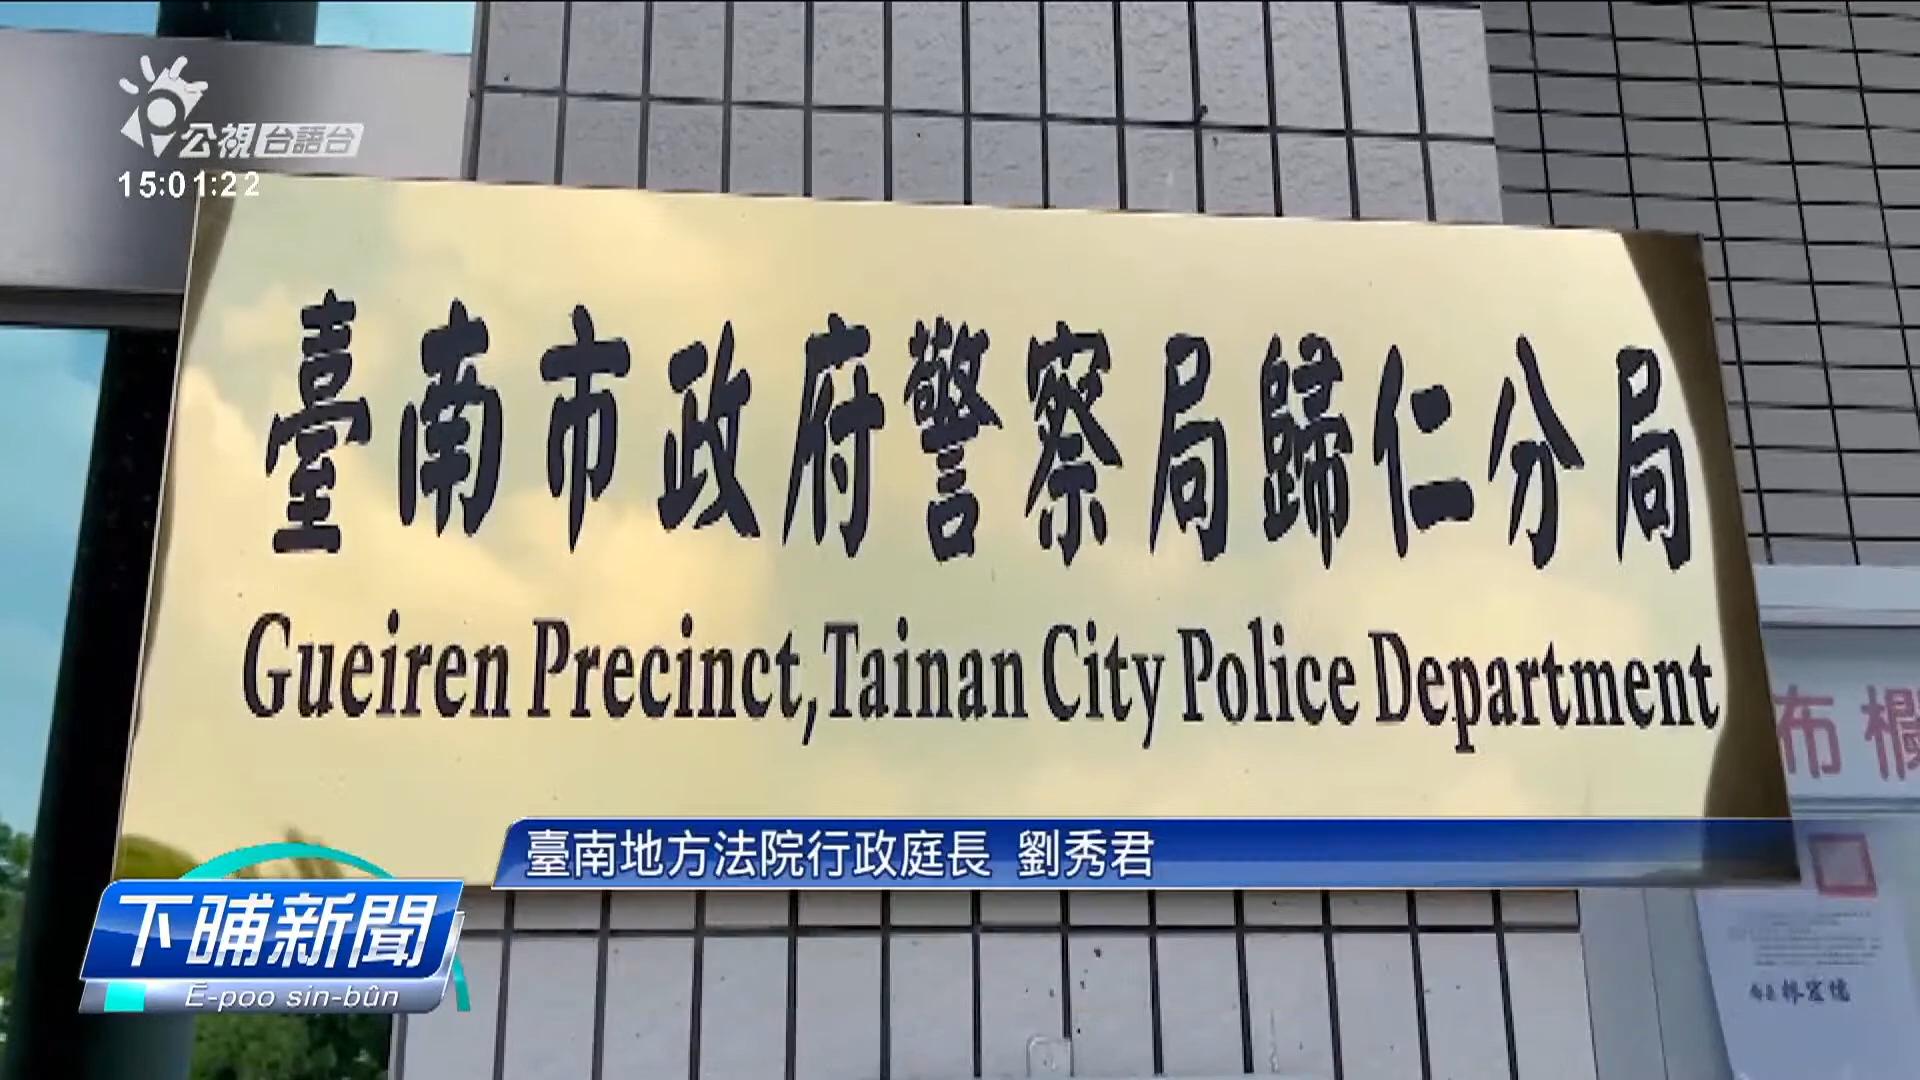 公視台語台
15:01:22
臺南市政府警察局歸仁分局
Gueiren Precinct,Tainan City Police Department
布欄
臺南地方法院行政庭長 劉秀君
下晡新聞
Ē-poo sin-bûn